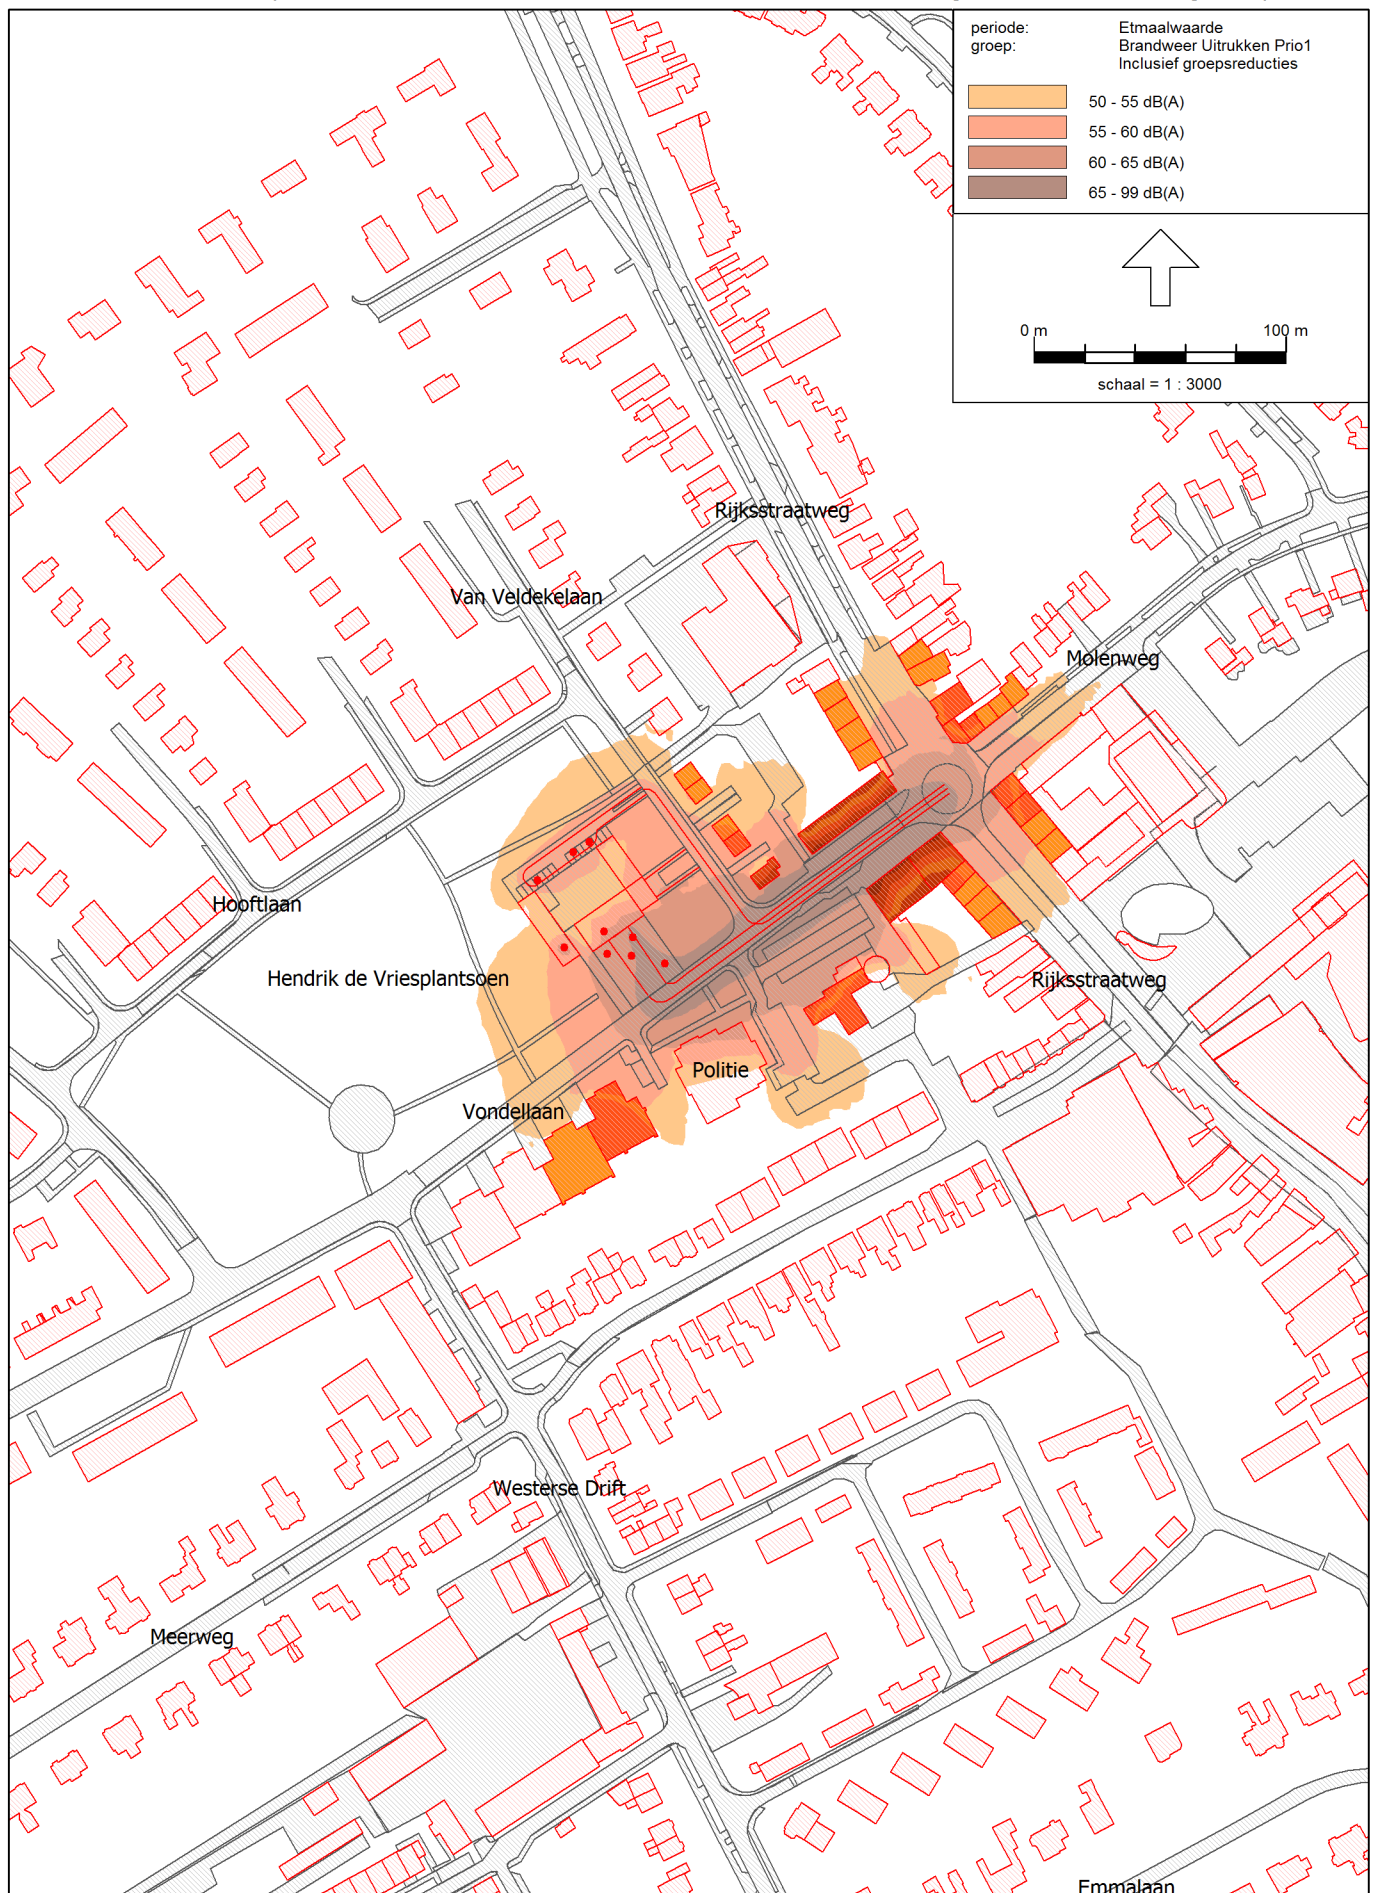 periode: Etmaalwaarde
groep: Brandweer Uitrukken Prio1
Inclusief groepsreducties
50 - 55 dB(A)
55 - 60 dB(A)
60 - 65 dB(A)
65 - 99 dB(A)
0 m 100 m
schaal = 1 : 3000
Rijksstraatweg
Van Veldekelaan
Molenweg
Hooftlaan
Hendrik de Vriesplantsoen
Rijksstraatweg
Politie
Vondellaan
Westerse Drift
Meerweg
Emmalaan